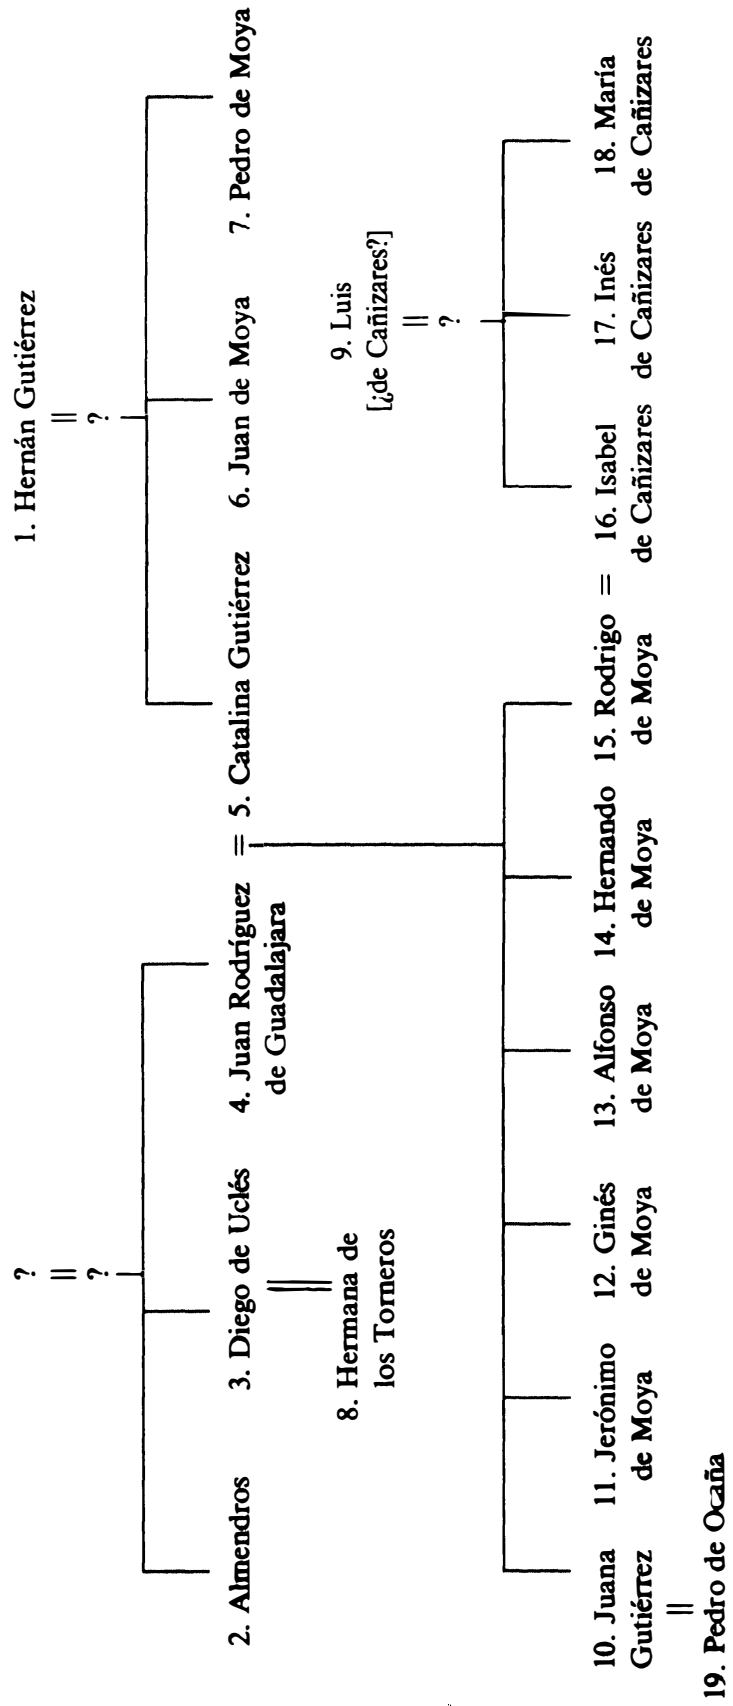 1. Hernán Gutiérrez
?
?
?
2. Almendros
3. Diego de Uclés
4. Juan Rodríguez
de Guadalajara
=
5. Catalina Gutiérrez
6. Juan de Moya
7. Pedro de Moya
8. Hermana de
los Torneros
9. Luis
[¿de Cañizares?]
?
10. Juana
Gutiérrez
11. Jerónimo
de Moya
12. Ginés
de Moya
13. Alfonso
de Moya
14. Hernando
de Moya
15. Rodrigo
de Moya
=
16. Isabel
de Cañizares
17. Inés
de Cañizares
18. María
de Cañizares
19. Pedro de Ocaña